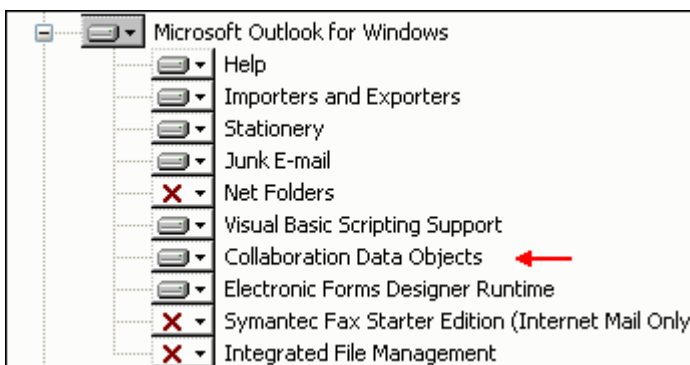 Microsoft Outlook for Windows
Help
Importers and Exporters
Stationery
Junk E-mail
Net Folders
Visual Basic Scripting Support
Collaboration Data Objects
Electronic Forms Designer Runtime
Symantec Fax Starter Edition (Internet Mail Only
Integrated File Management